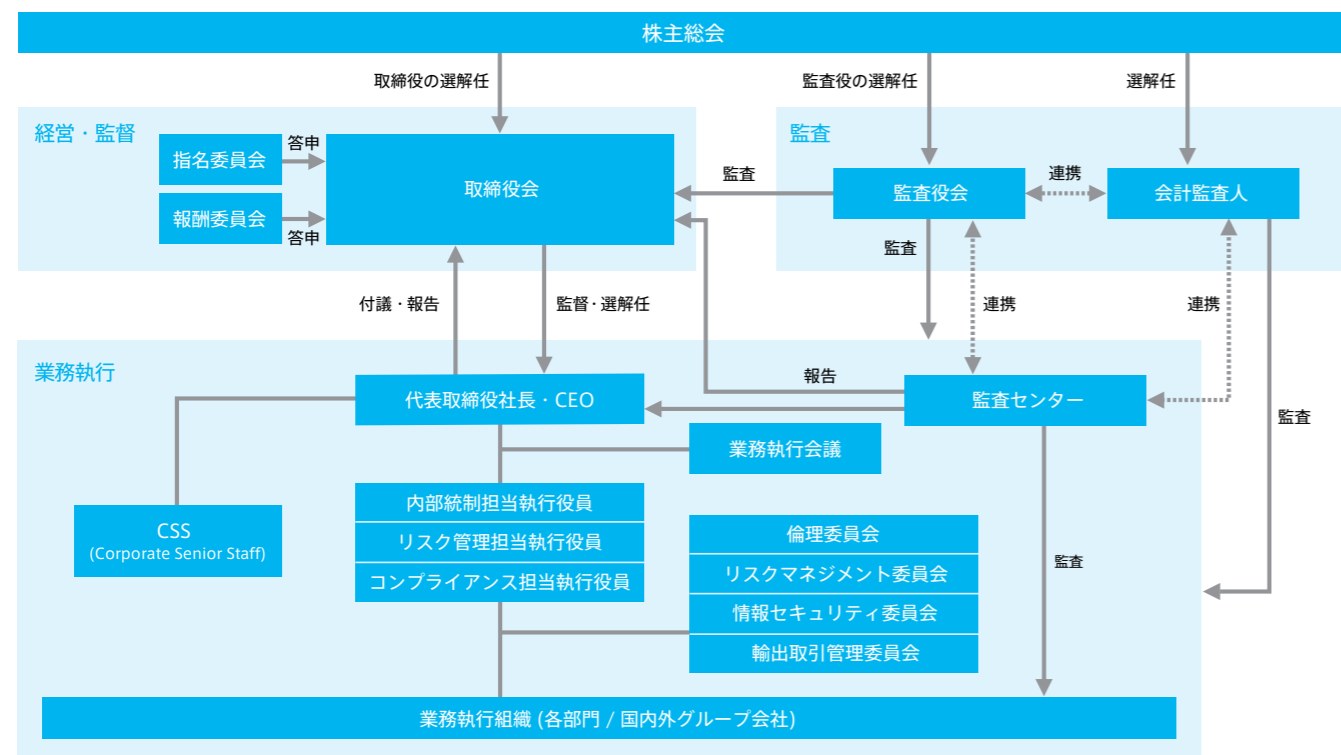 株主総会
取締役の選解任
監査役の選解任
選解任
経営・監督
監査
指名委員会
答申
報酬委員会
答申
取締役会
監査
監査役会
連携
会計監査人
監査
付議・報告
監督・選解任
連携
連携
業務執行
代表取締役社長・CEO
報告
監査センター
監査
業務執行会議
CSS
(Corporate Senior Staff)
内部統制担当執行役員
リスク管理担当執行役員
コンプライアンス担当執行役員
倫理委員会
リスクマネジメント委員会
情報セキュリティ委員会
輸出取引管理委員会
監査
業務執行組織 (各部門 / 国内外グループ会社)